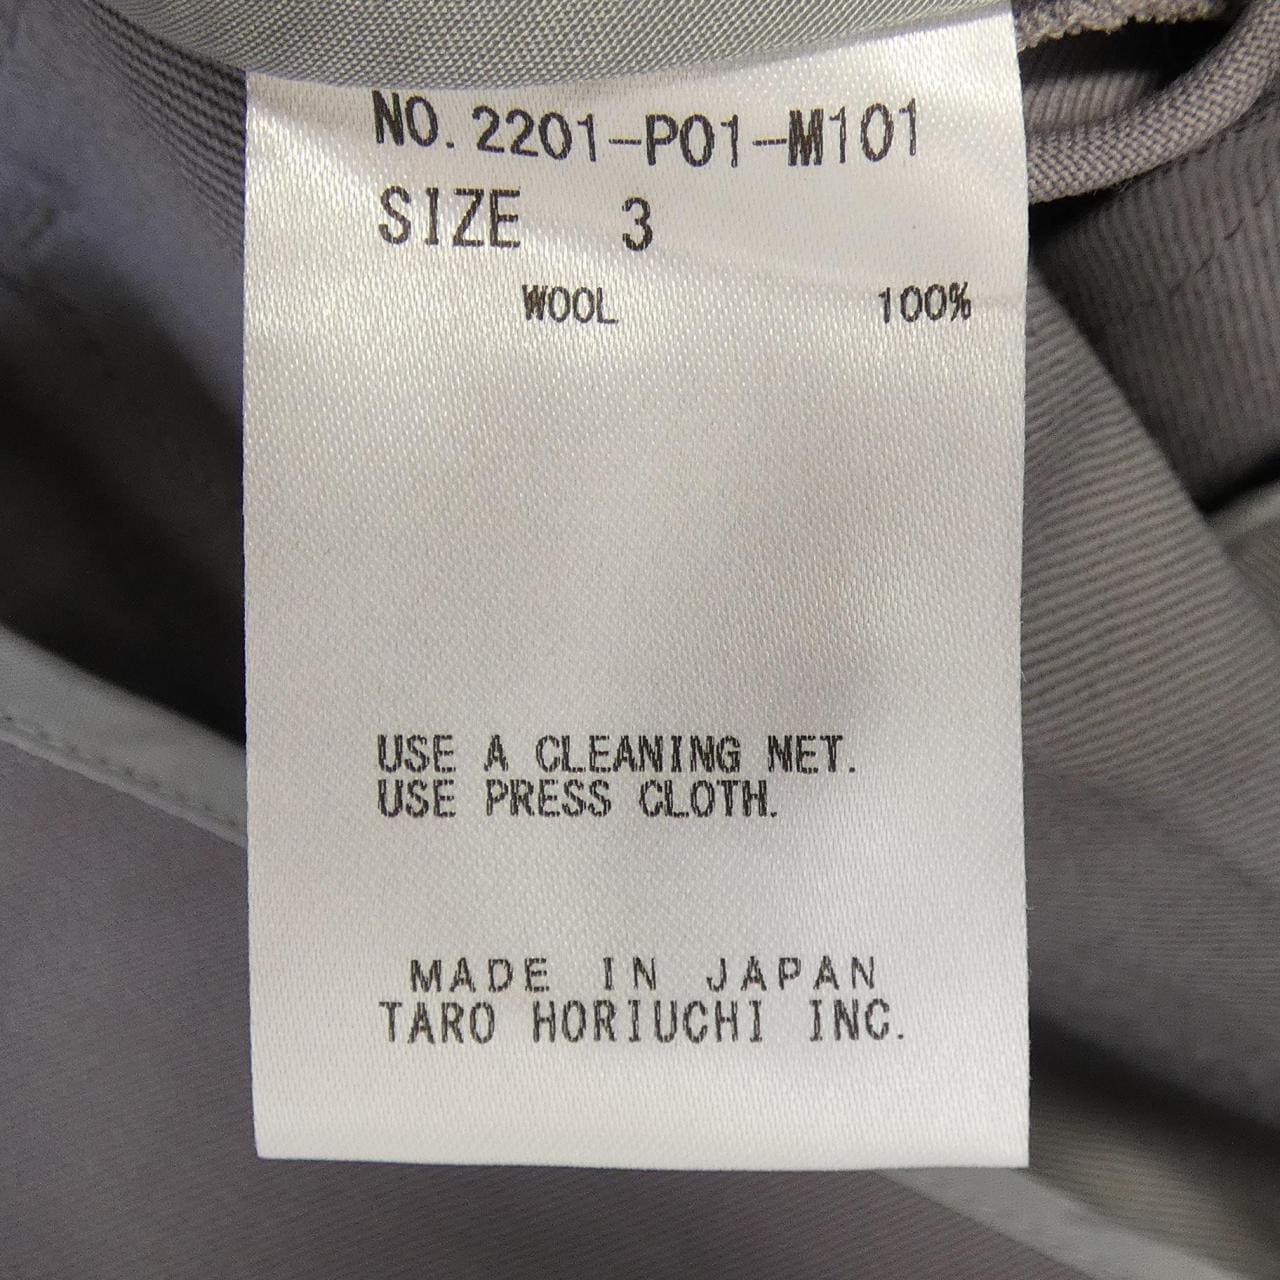 NO. 2201-P01-M101
SIZE 3
WOOL 100%
USE A CLEANING NET.
USE PRESS CLOTH.
MADE IN JAPAN
TARO HORIUCHI INC.